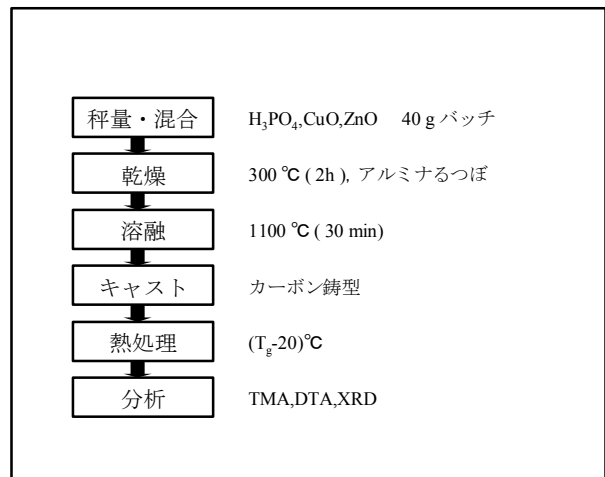 秤量・混合 H₃PO₄,CuO,ZnO 40 g バッチ
乾燥 300 ℃ ( 2h ), アルミナるつぼ
溶融 1100 ℃ ( 30 min)
キャスト カーボン鋳型
熱処理 (Tg-20)℃
分析 TMA,DTA,XRD